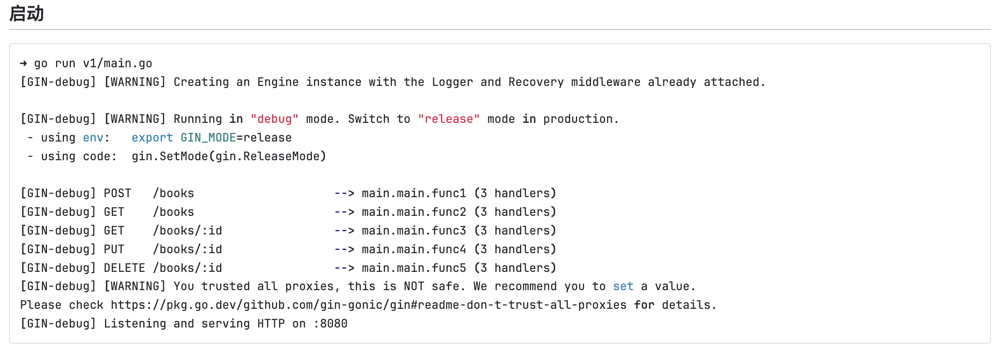 启动
➜ go run v1/main.go
[GIN-debug] [WARNING] Creating an Engine instance with the Logger and Recovery middleware already attached.
[GIN-debug] [WARNING] Running in "debug" mode. Switch to "release" mode in production.
 - using env:   export GIN_MODE=release
 - using code:  gin.SetMode(gin.ReleaseMode)
[GIN-debug] POST   /books                    --> main.main.func1 (3 handlers)
[GIN-debug] GET    /books                    --> main.main.func2 (3 handlers)
[GIN-debug] GET    /books/:id                --> main.main.func3 (3 handlers)
[GIN-debug] PUT    /books/:id                --> main.main.func4 (3 handlers)
[GIN-debug] DELETE /books/:id                --> main.main.func5 (3 handlers)
[GIN-debug] [WARNING] You trusted all proxies, this is NOT safe. We recommend you to set a value.
Please check https://pkg.go.dev/github.com/gin-gonic/gin#readme-don-t-trust-all-proxies for details.
[GIN-debug] Listening and serving HTTP on :8080